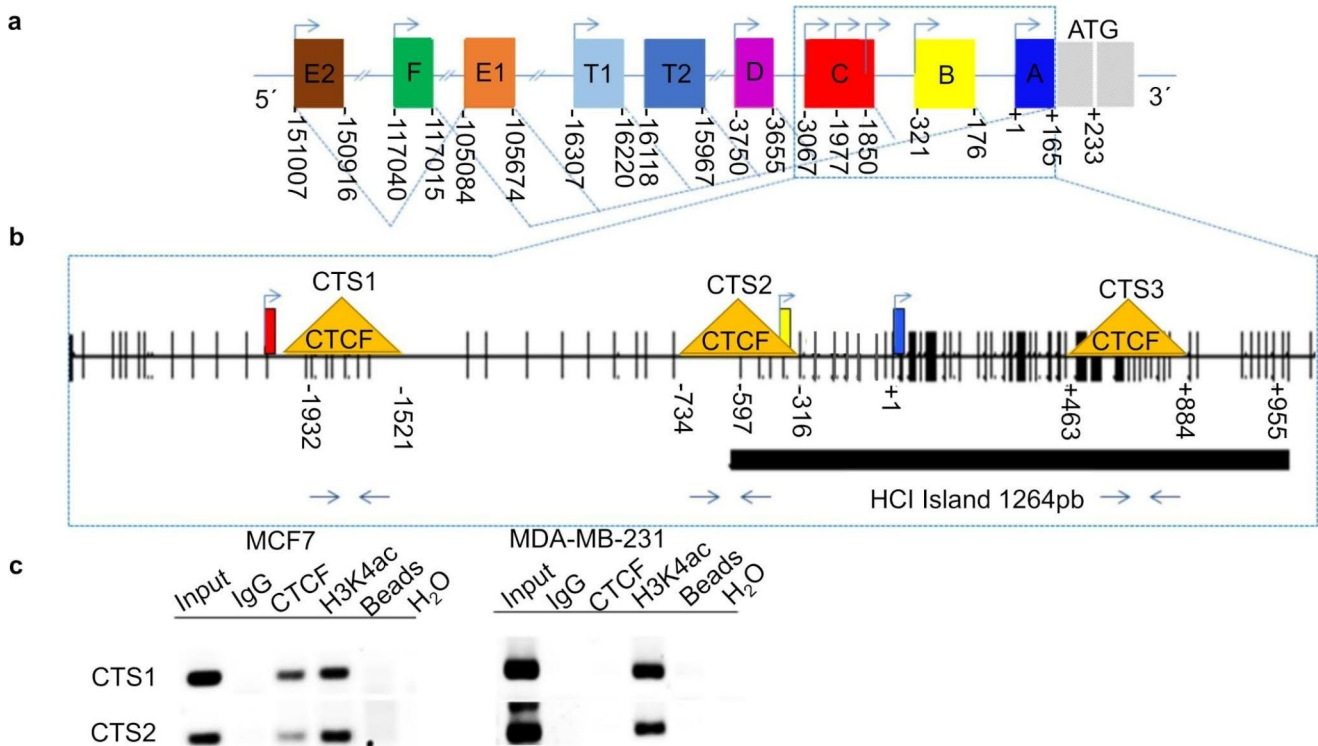 a
ATG
E2 F E1 T1 T2 D C B A
5´ 3´
-151007 -150916 -117040 -117015 -105084 -105674 -16307 -16220 -16118 -15967 -3750 -3655 -3067 -1977 -1850 -321 -176 +1 +165 +233
b
CTS1 CTS2 CTS3
CTCF CTCF CTCF
-1932 -1521 -734 -597 -316 +1 +463 +884 +955
HCI Island 1264pb
MCF7 MDA-MB-231
c
Input IgG CTCF H3K4ac Beads H2O Input IgG CTCF H3K4ac Beads H2O
CTS1
CTS2